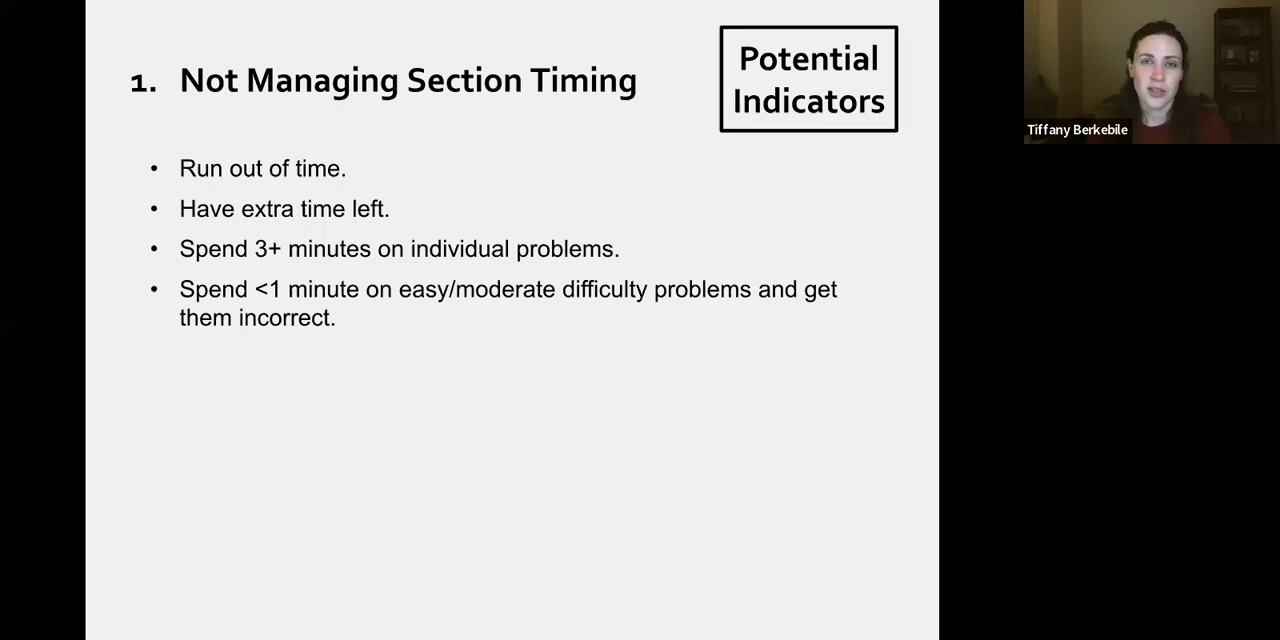 1. Not Managing Section Timing
Potential
Indicators
• Run out of time.
• Have extra time left.
• Spend 3+ minutes on individual problems.
• Spend <1 minute on easy/moderate difficulty problems and get
them incorrect.
Tiffany Berkebile